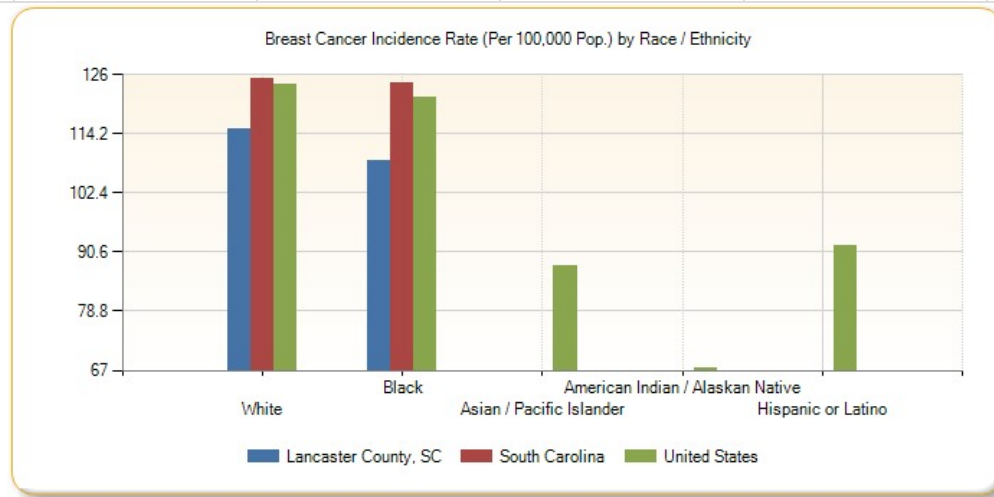 Breast Cancer Incidence Rate (Per 100,000 Pop.) by Race / Ethnicity
126
114.2
102.4
90.6
78.8
67
Black American Indian / Alaskan Native
White Asian / Pacific Islander Hispanic or Latino
Lancaster County, SC South Carolina United States